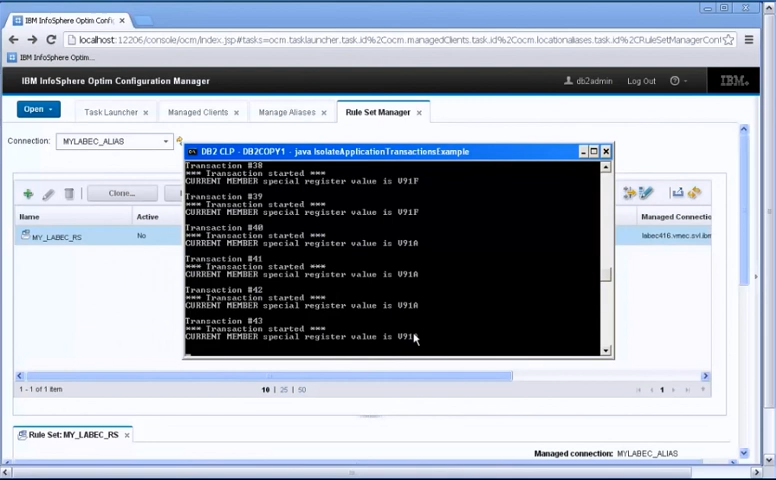 IBM InfoSphere Optim Confi
localhost:12206/console/ocm/index.jsp#tasks=ocm.tasklauncher.task.id%2Cocm.managedClients.task.id%2Cocm.locationaliases.task.id%2CRuleSetManagerConf
IBM InfoSphere Optim...
IBM InfoSphere Optim Configuration Manager
db2admin
Log Out
IBM
Open
Task Launcher
Managed Clients
Manage Aliases
Rule Set Manager
Connection:
MYLABEC_ALIAS
DB2 CLP - DB2COPY1 - java IsolateApplicationTransactionsExample
Transaction #38
*** Transaction started ***
CURRENT MEMBER special register value is V91F
Transaction #39
*** Transaction started ***
CURRENT MEMBER special register value is V91F
Transaction #40
*** Transaction started ***
CURRENT MEMBER special register value is V91A
Transaction #41
*** Transaction started ***
CURRENT MEMBER special register value is V91A
Transaction #42
*** Transaction started ***
CURRENT MEMBER special register value is V91A
Transaction #43
*** Transaction started ***
CURRENT MEMBER special register value is
Clone...
Name
Active
Managed Connectio
MY_LABEC_RS
No
labec416.vmec.svl.ibm
1 - 1 of 1 item
10 | 25 | 50
1
Rule Set: MY_LABEC_RS
Managed connection:
MYLABEC_ALIAS